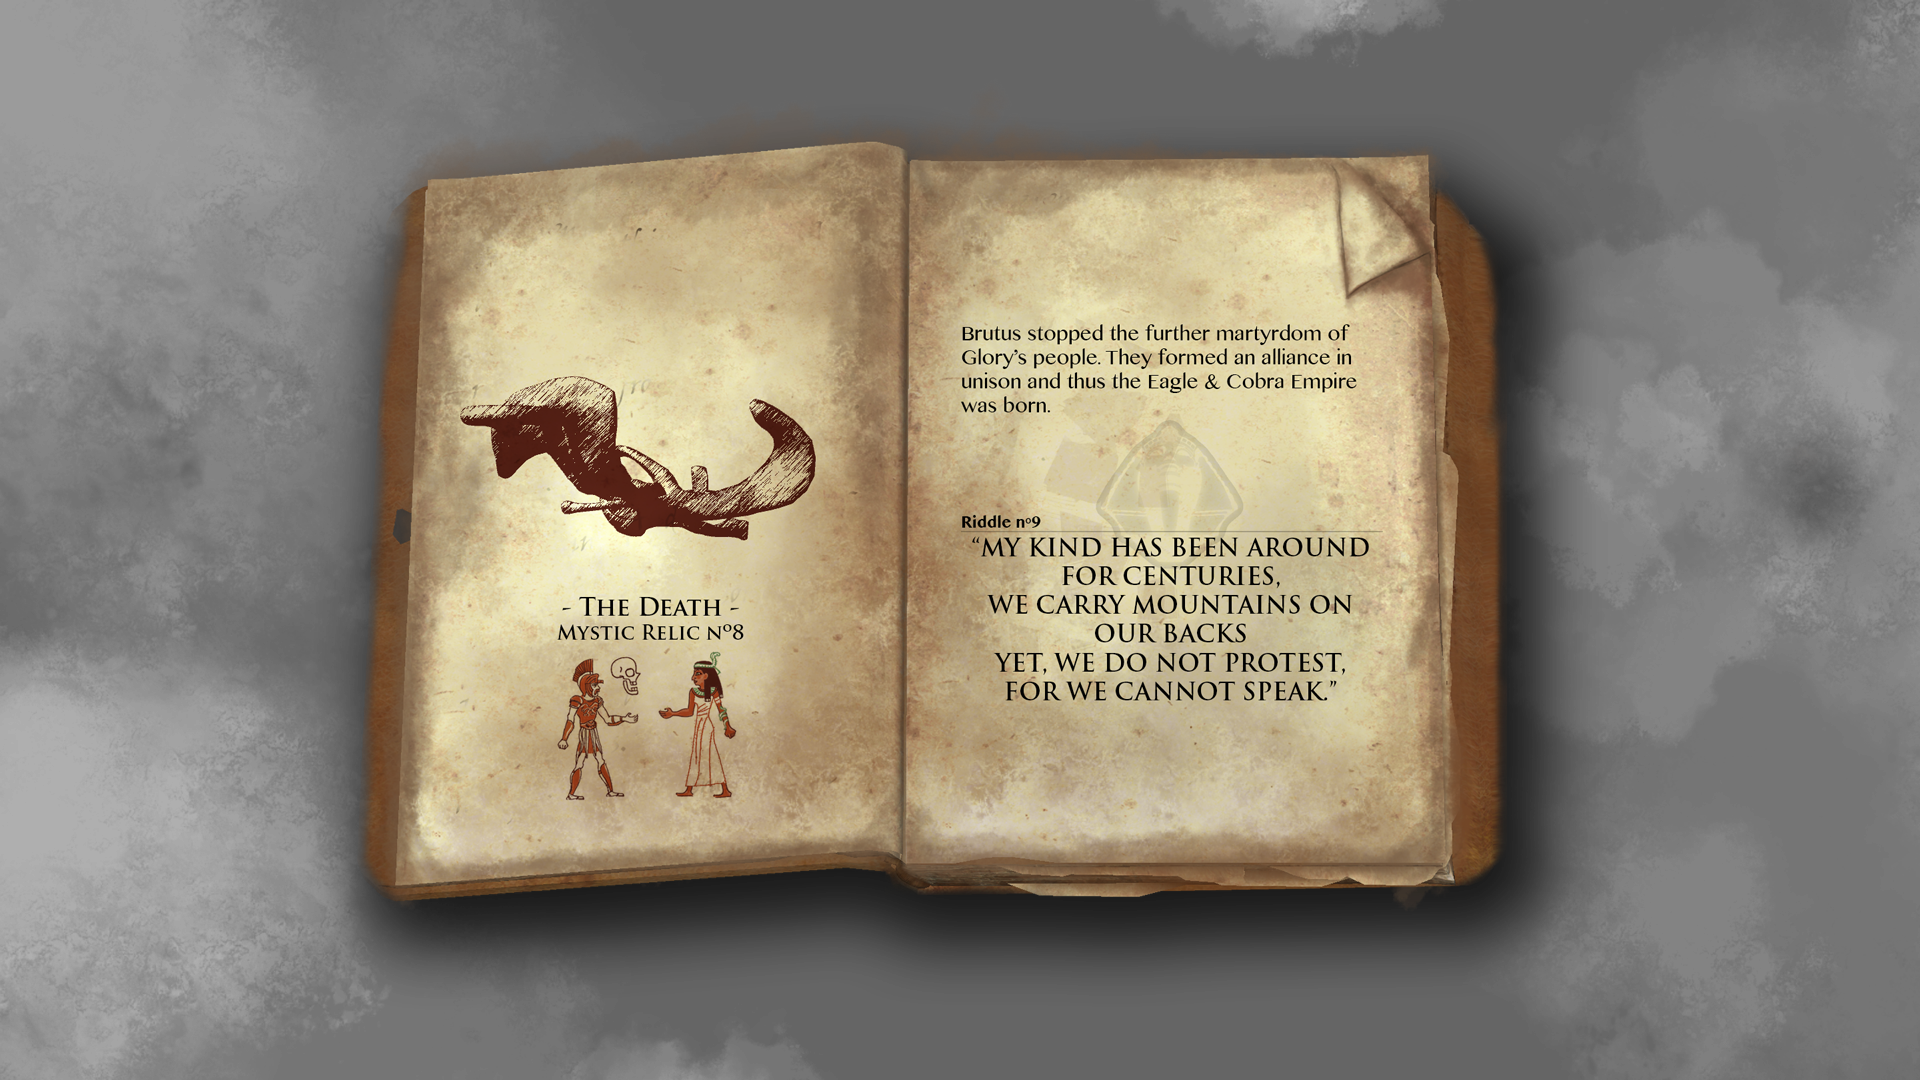 - The Death -
Mystic Relic nº8
Brutus stopped the further martyrdom of
Glory’s people. They formed an alliance in
unison and thus the Eagle & Cobra Empire
was born.
Riddle nº9
“MY KIND HAS BEEN AROUND
FOR CENTURIES,
WE CARRY MOUNTAINS ON
OUR BACKS
YET, WE DO NOT PROTEST,
FOR WE CANNOT SPEAK.”